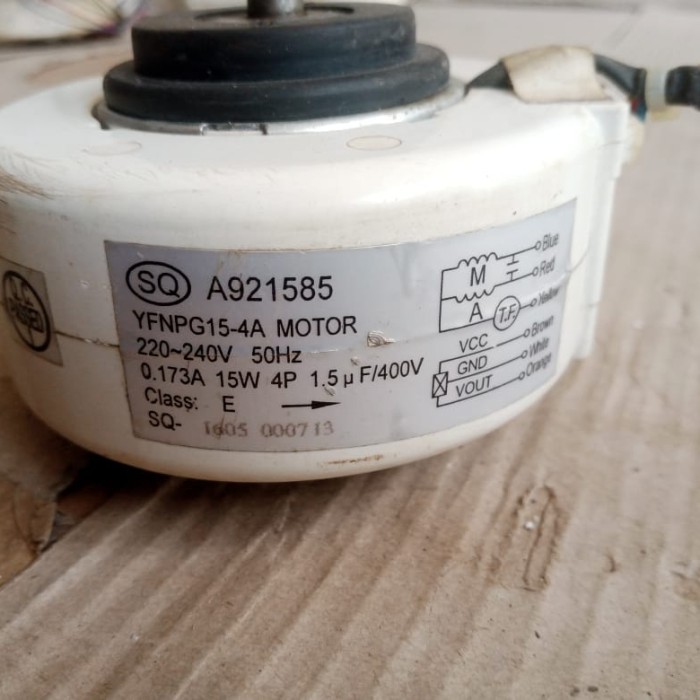 SQ A921585
YFNPG15-4A MOTOR
220~240V 50Hz
0.173A 15W 4P 1.5μF/400V
Class: E
SQ- 1605 000713
M
A
T.F.
Blue
Red
Yellow
VCC Brown
GND White
VOUT Orange
PASSED